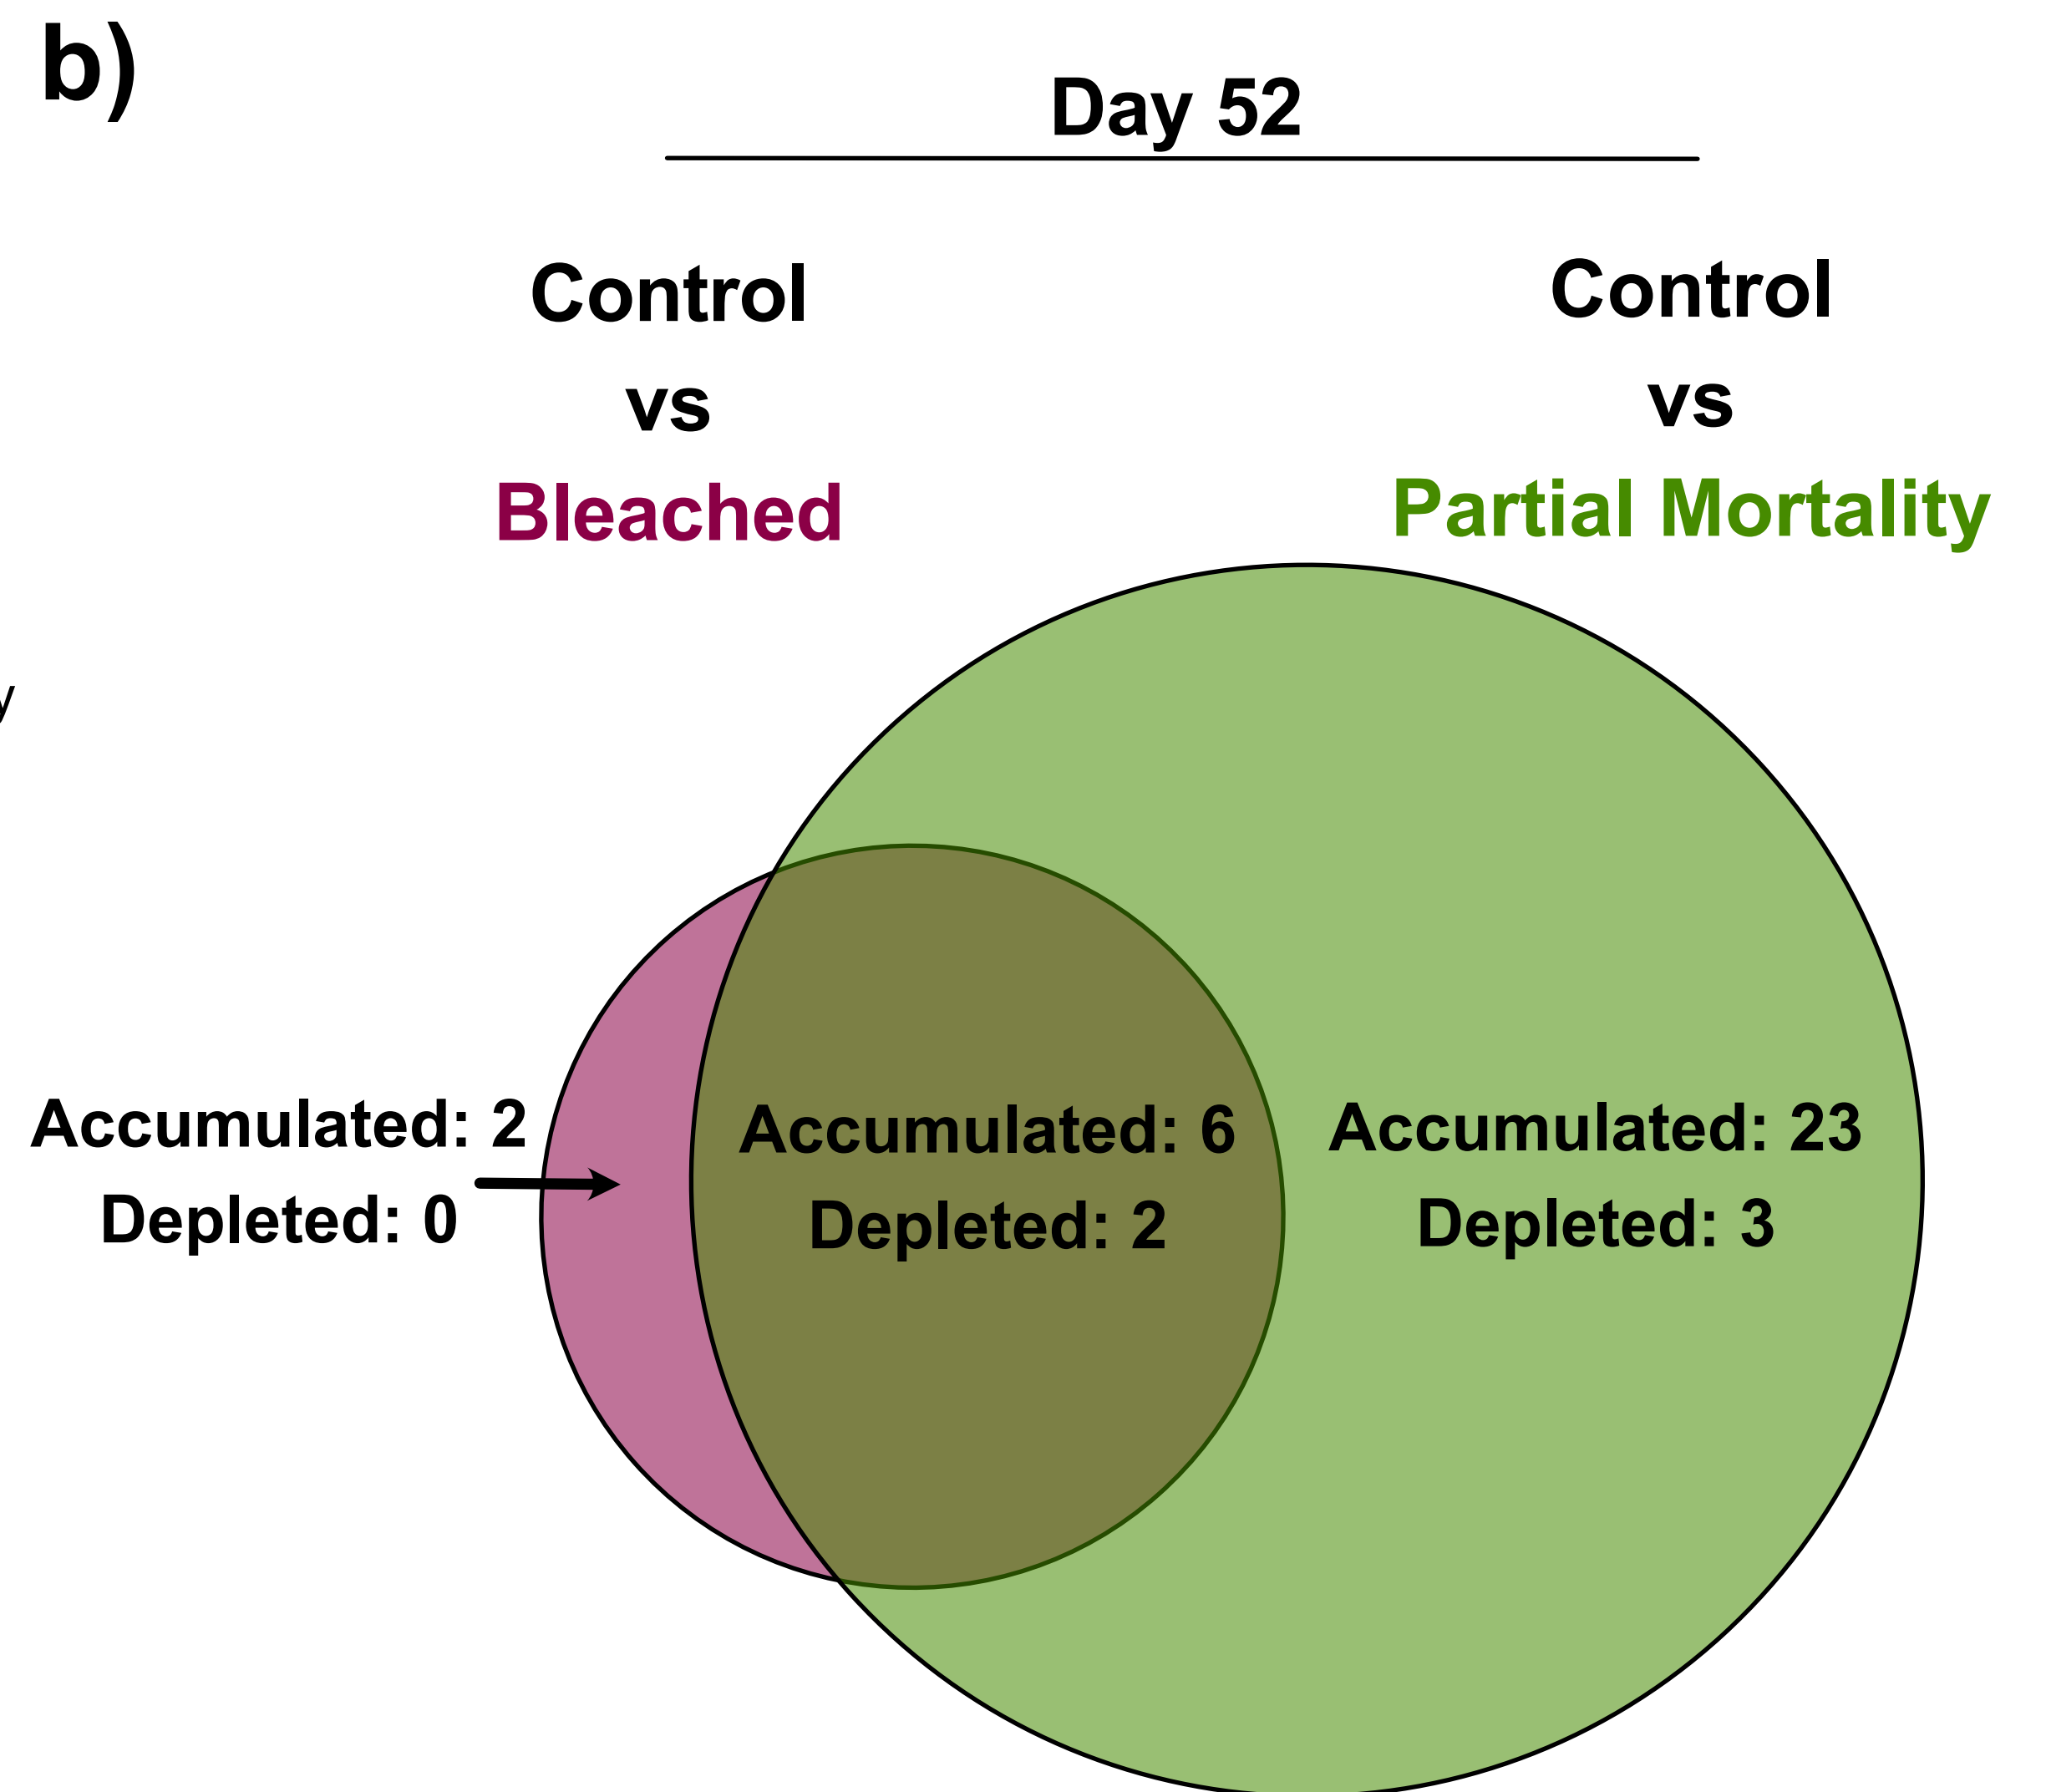 b)
Day 52
Control
vs
Bleached
Control
vs
Partial Mortality
y
Accumulated: 2
Depleted: 0
Accumulated: 6
Depleted: 2
Accumulated: 23
Depleted: 3